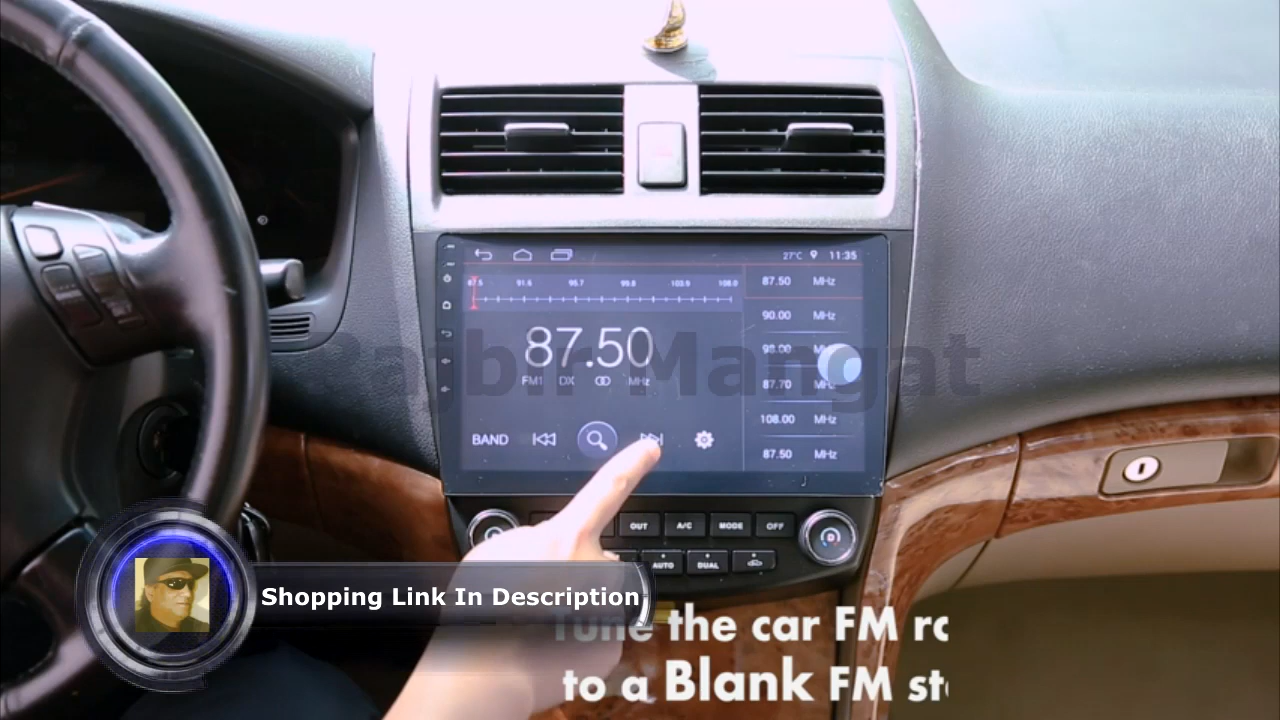 27°C 11:35
87.5 91.6 95.7 99.8 103.9 108.0
87.50 MHz
90.00 MHz
87.50
98.00 MHz
Rajbir Mangat
FM1 DX MHz
87.70 MHz
108.00 MHz
BAND
87.50 MHz
OUT A/C MODE OFF
AUTO DUAL
Shopping Link In Description
Tune the car FM
to a Blank FM